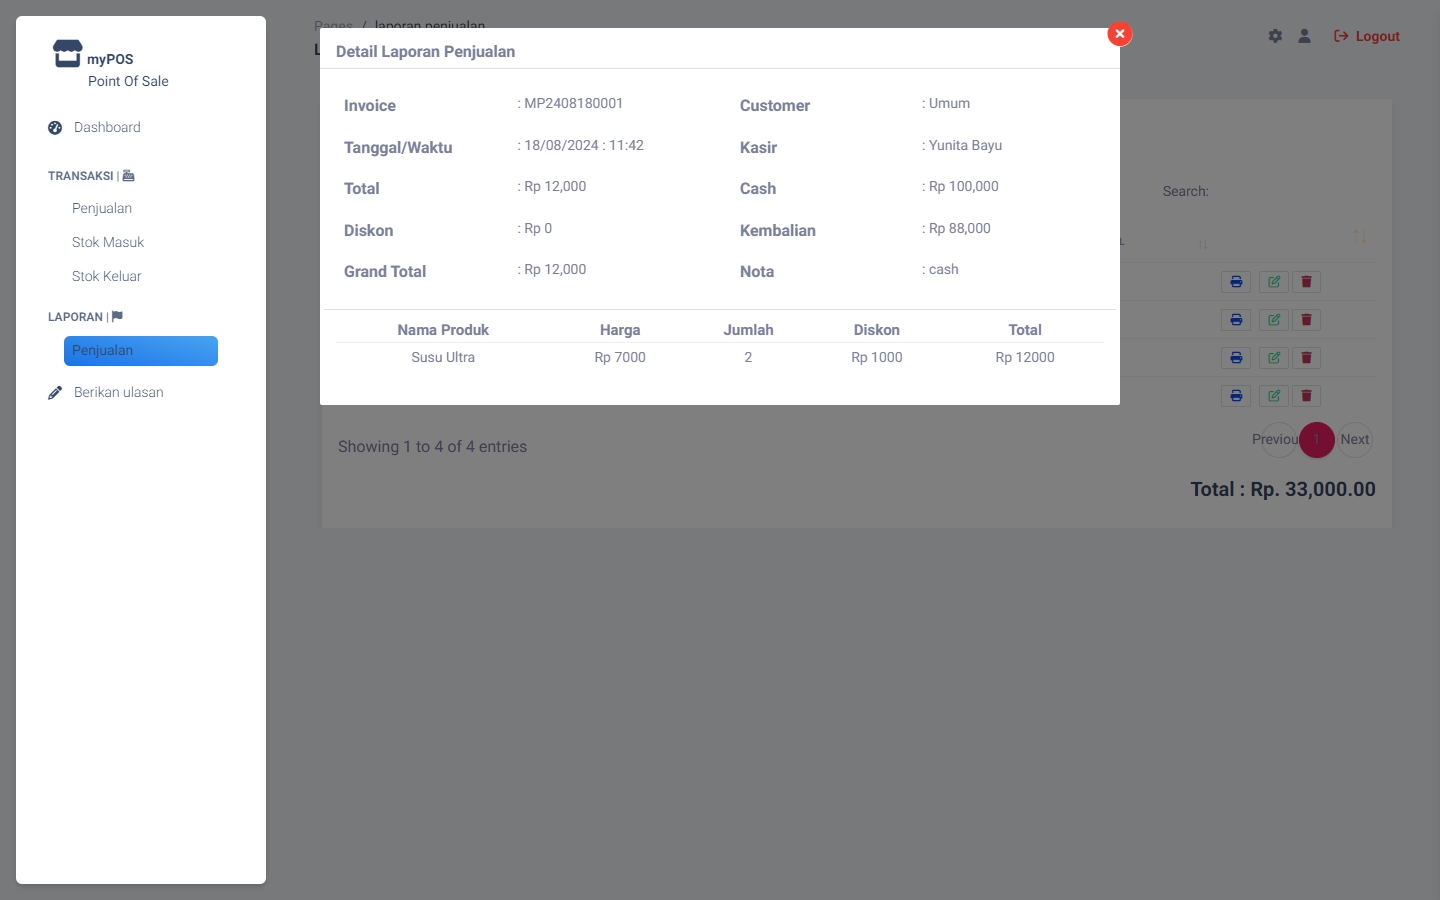 myPOS
Point Of Sale
Dashboard
TRANSAKSI |
Penjualan
Stok Masuk
Stok Keluar
LAPORAN |
Penjualan
Berikan ulasan
Pages / laporan penjualan
Logout
Detail Laporan Penjualan
Invoice : MP2408180001 Customer : Umum
Tanggal/Waktu : 18/08/2024 : 11:42 Kasir : Yunita Bayu
Total : Rp 12,000 Cash : Rp 100,000
Diskon : Rp 0 Kembalian : Rp 88,000
Grand Total : Rp 12,000 Nota : cash
Nama Produk Harga Jumlah Diskon Total
Susu Ultra Rp 7000 2 Rp 1000 Rp 12000
Search:
Showing 1 to 4 of 4 entries
Previou 1 Next
Total : Rp. 33,000.00